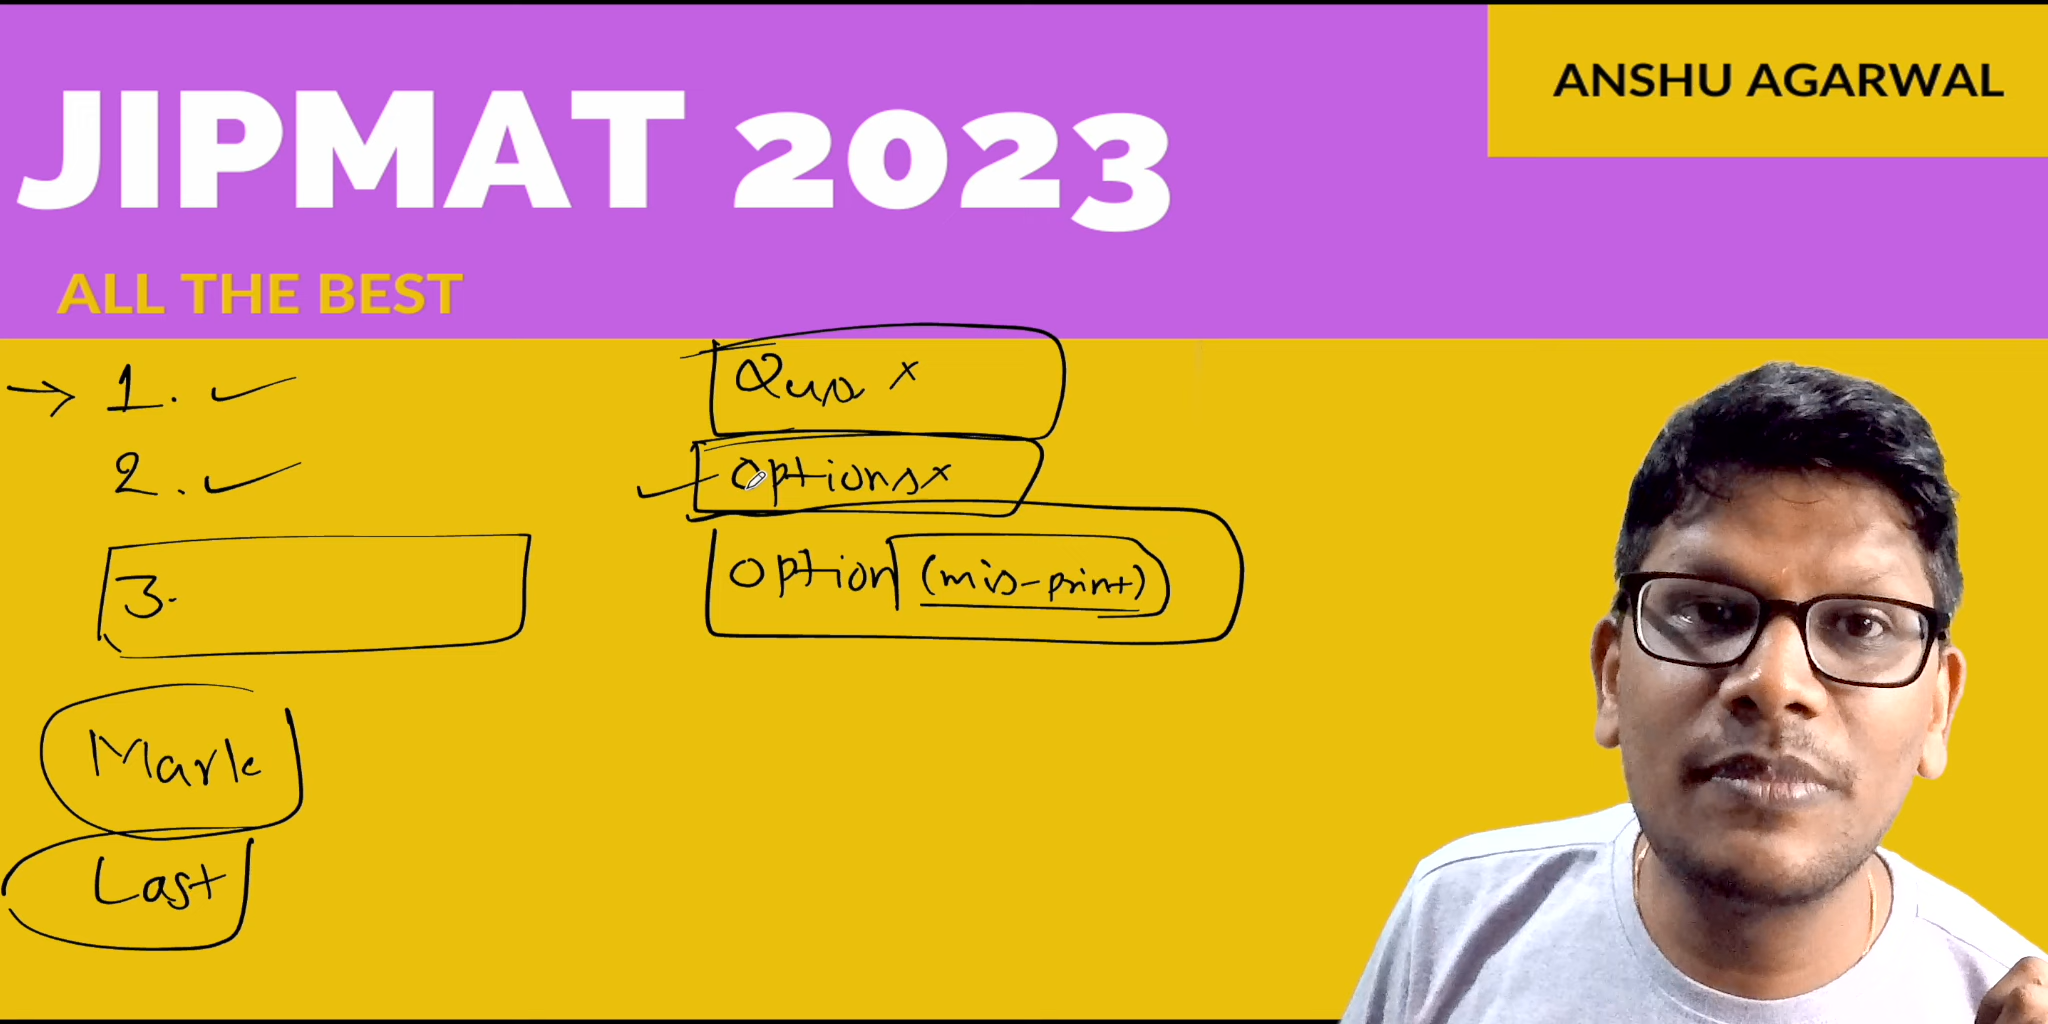 JIPMAT 2023
ANSHU AGARWAL
ALL THE BEST
→ 1. ✓
2. ✓
3.
Mark
Last
Ques x
✓ Options x
Option (mis-print)